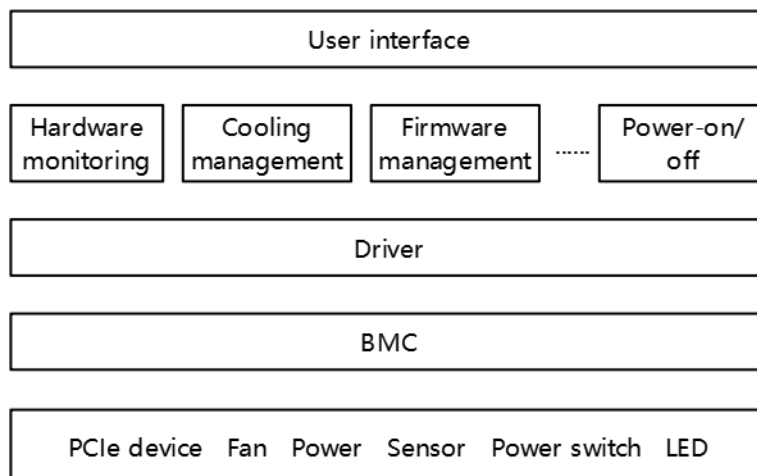 User interface
Hardware monitoring
Cooling management
Firmware management
......
Power-on/off
Driver
BMC
PCIe device Fan Power Sensor Power switch LED